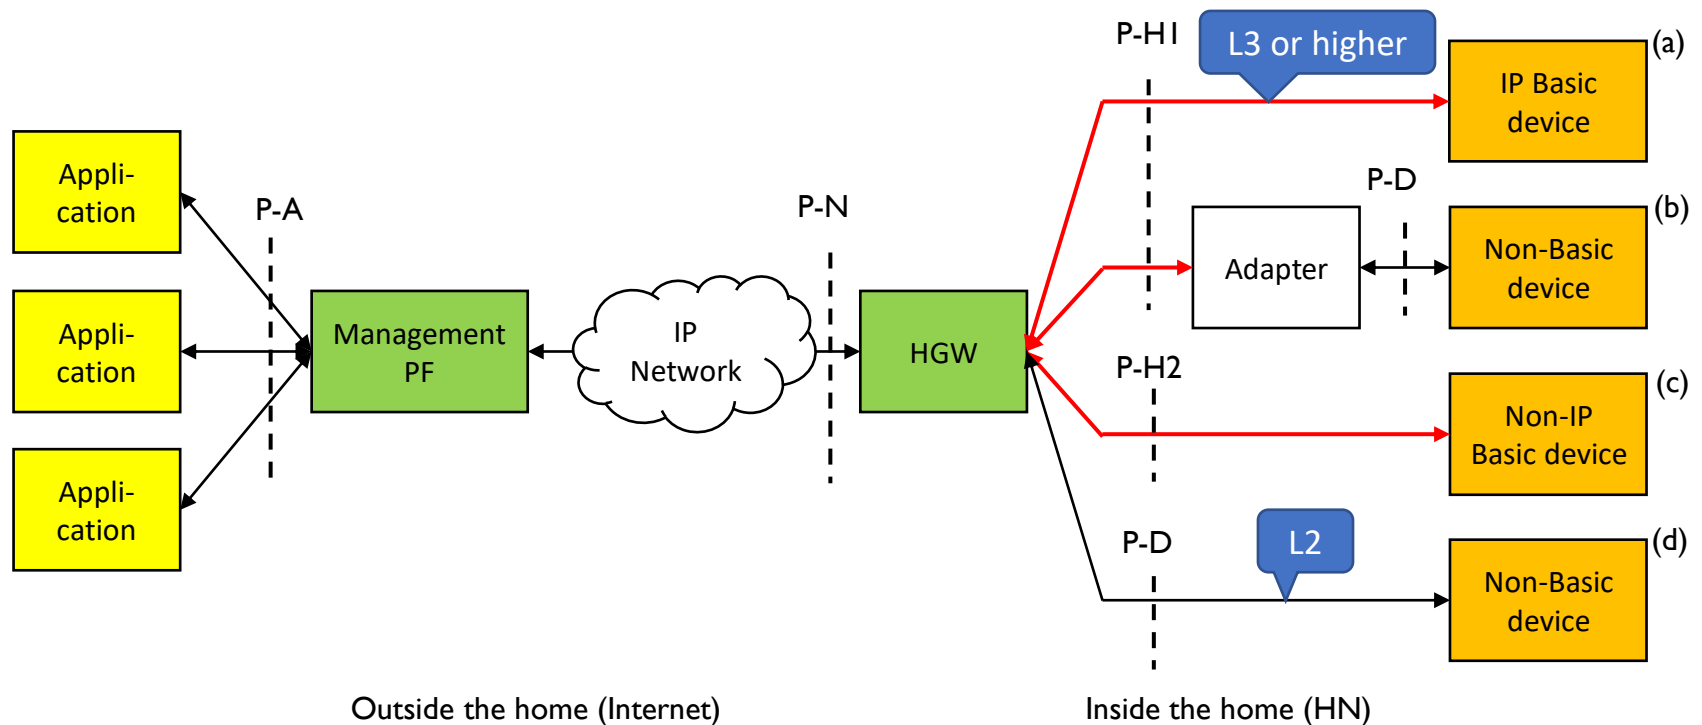 P-H1
L3 or higher
(a)
IP Basic
device
Appli-
cation
P-A
P-N
P-D
(b)
Adapter
Non-Basic
device
Appli-
cation
Management
PF
IP
Network
HGW
P-H2
(c)
Non-IP
Basic device
Appli-
cation
P-D
L2
(d)
Non-Basic
device
Outside the home (Internet)
Inside the home (HN)